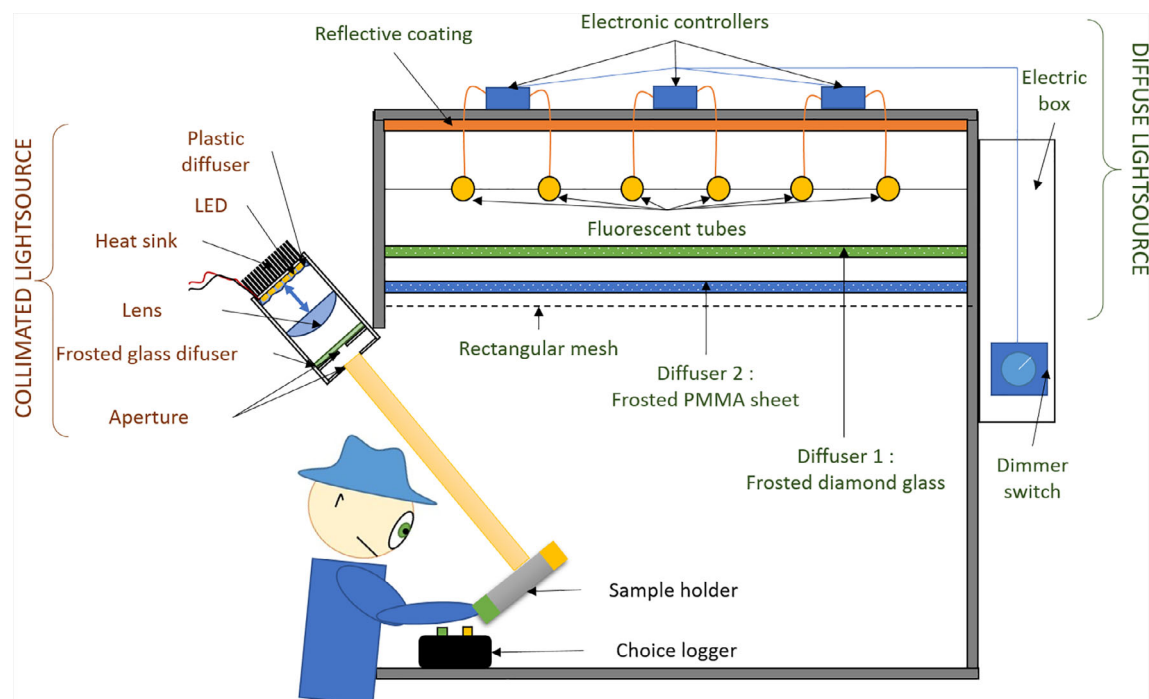 Electronic controllers
Reflective coating
DIFFUSE LIGHTSOURCE
Electric
box
COLLIMATED LIGHTSOURCE
Plastic
diffuser
LED
Heat sink
Fluorescent tubes
Lens
Rectangular mesh
Frosted glass difuser
Diffuser 2 :
Frosted PMMA sheet
Aperture
Diffuser 1 :
Frosted diamond glass
Dimmer
switch
Sample holder
Choice logger